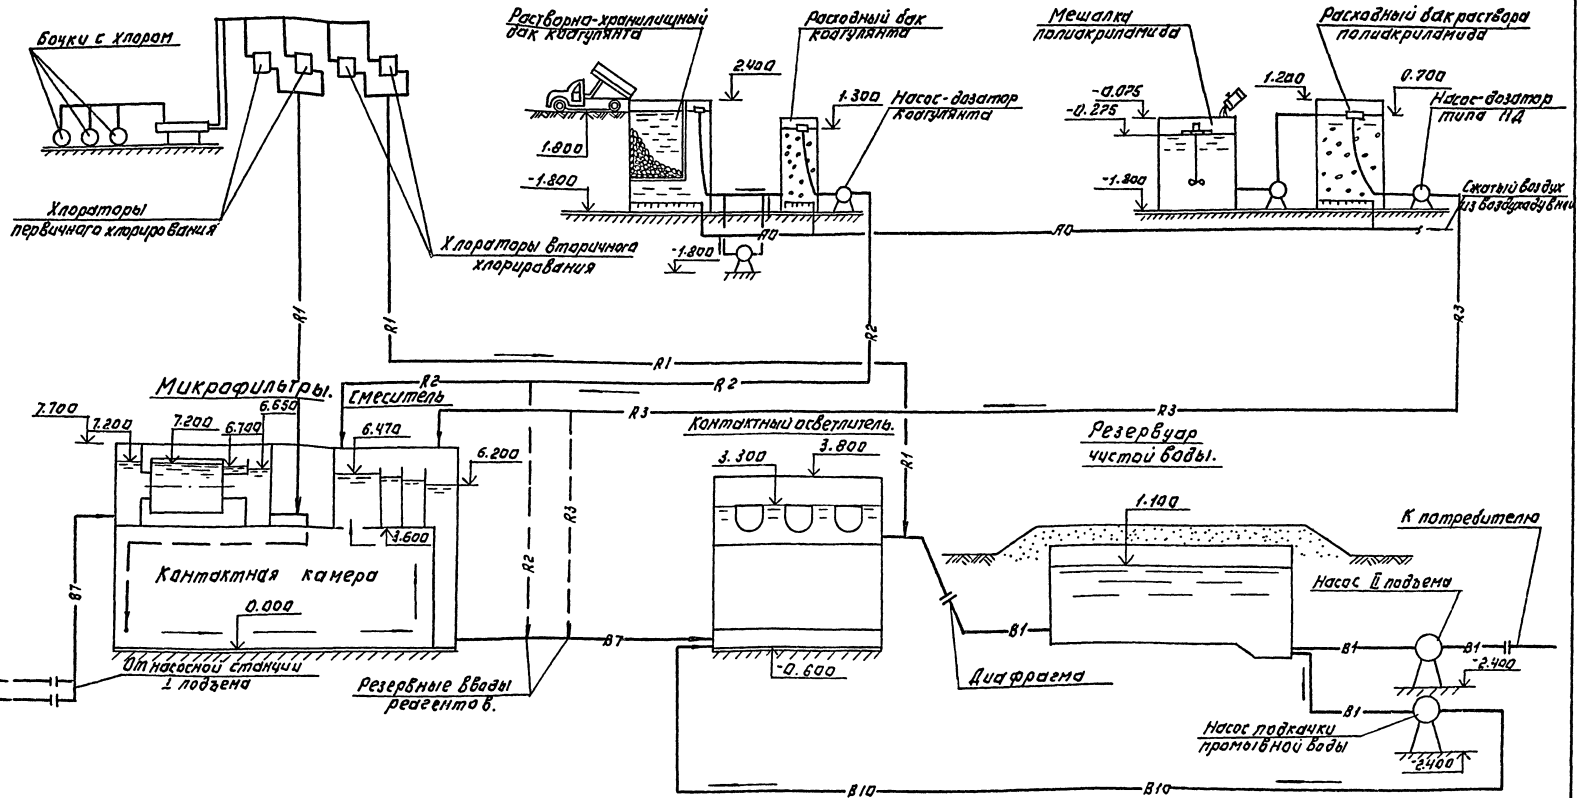 Бочки с хлором
Хлораторы
первичного хлорирования
Хлораторы вторичного
хлорирования
Растворно-хранилищный
бак коагулянта
Расходный бак
коагулянта
2.400
1.300
Насос-дозатор
коагулянта
1.800
-1.800
-1.800
Мешалка
полиакриламида
Расходный бак раствора
полиакриламида
-0.075
-0.275
1.200
0.700
Насос-дозатор
типа НД
-1.800
Сжатый воздух
из воздуходувной
А0
А0
R1
R1
R2
R3
R1
R2
R2
R3
R3
Микрофильтры.
Смеситель
7.700
7.200
7.200
6.700
6.650
6.470
6.200
3.600
Контактная камера
0.000
В7
От насосной станции
I подъема
Резервные вводы
реагентов.
R2
R3
В7
Контактный осветлитель.
3.300
3.800
R1
-0.600
Резервуар
чистой воды.
1.100
К потребителю
Насос II подъема
В1
В1
В1
-2.400
Диафрагма
В1
Насос подкачки
промывной воды
-2.400
В10
В10